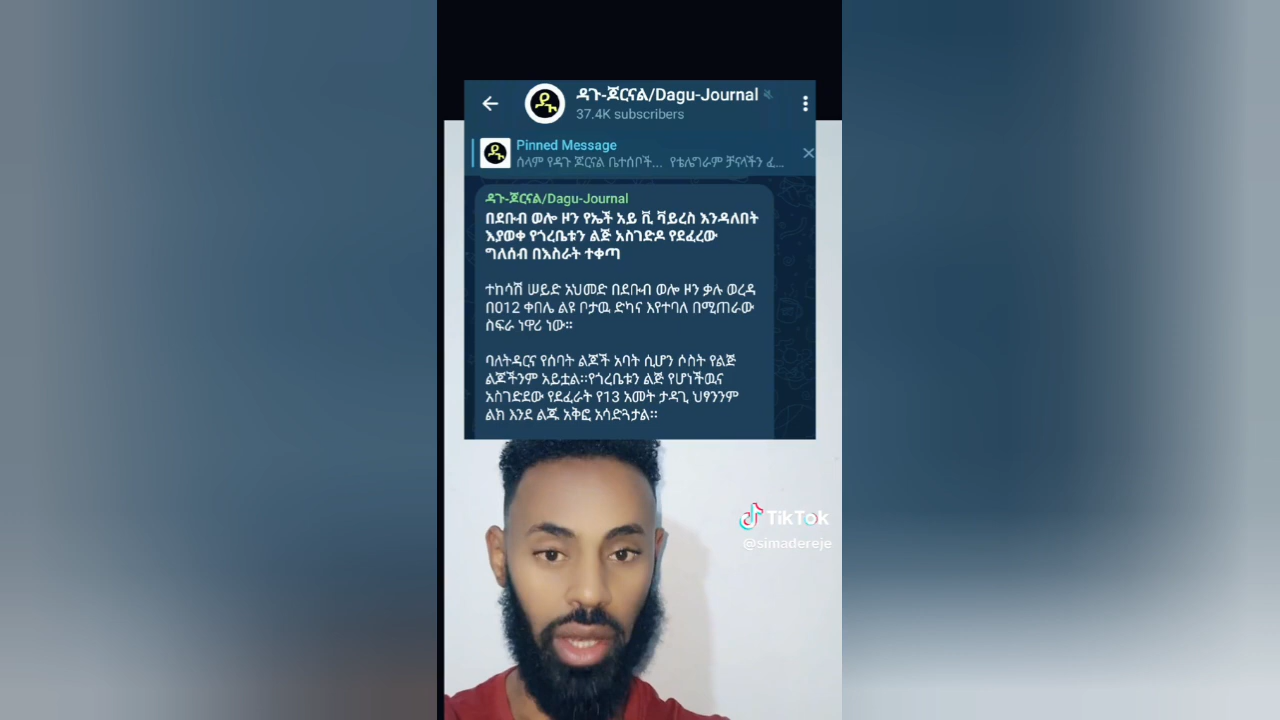 ዳጉ-ጆርናል/Dagu-Journal
37.4K subscribers
Pinned Message
ሰላም የዳጉ ጆርናል ቤተሰቦች... የቴሌግራም ቻናላችን ፈ...
ዳጉ-ጆርናል/Dagu-Journal
በደቡብ ወሎ ዞን የኤች አይ ቪ ቫይረስ እንዳለበት
እያወቀ የጎረቤቱን ልጅ አስገድዶ የደፈረው
ግለሰብ በእስራት ተቀጣ
ተከሳሽ ሠይድ አህመድ በደቡብ ወሎ ዞን ቃሉ ወረዳ
በ012 ቀበሌ ልዩ ቦታዉ ድካና እየተባለ በሚጠራው
ስፍራ ነዋሪ ነው።
ባለትዳርና የሰባት ልጆች አባት ሲሆን ሶስት የልጅ
ልጆችንም አይቷል።የጎረቤቱን ልጅ የሆነችዉና
አስገድደው የደፈራት የ13 አመት ታዳጊ ህፃንንም
ልክ እንደ ልጁ አቅፎ አሳድጓታል።
TikTok
@simadereje